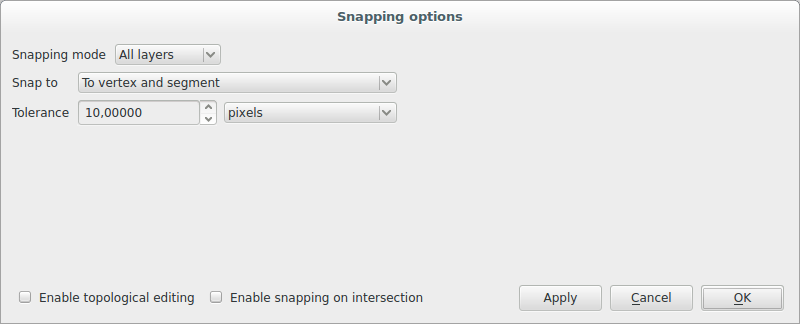 Snapping options
Snapping mode All layers
Snap to To vertex and segment
Tolerance 10,00000 pixels
Enable topological editing Enable snapping on intersection Apply Cancel OK